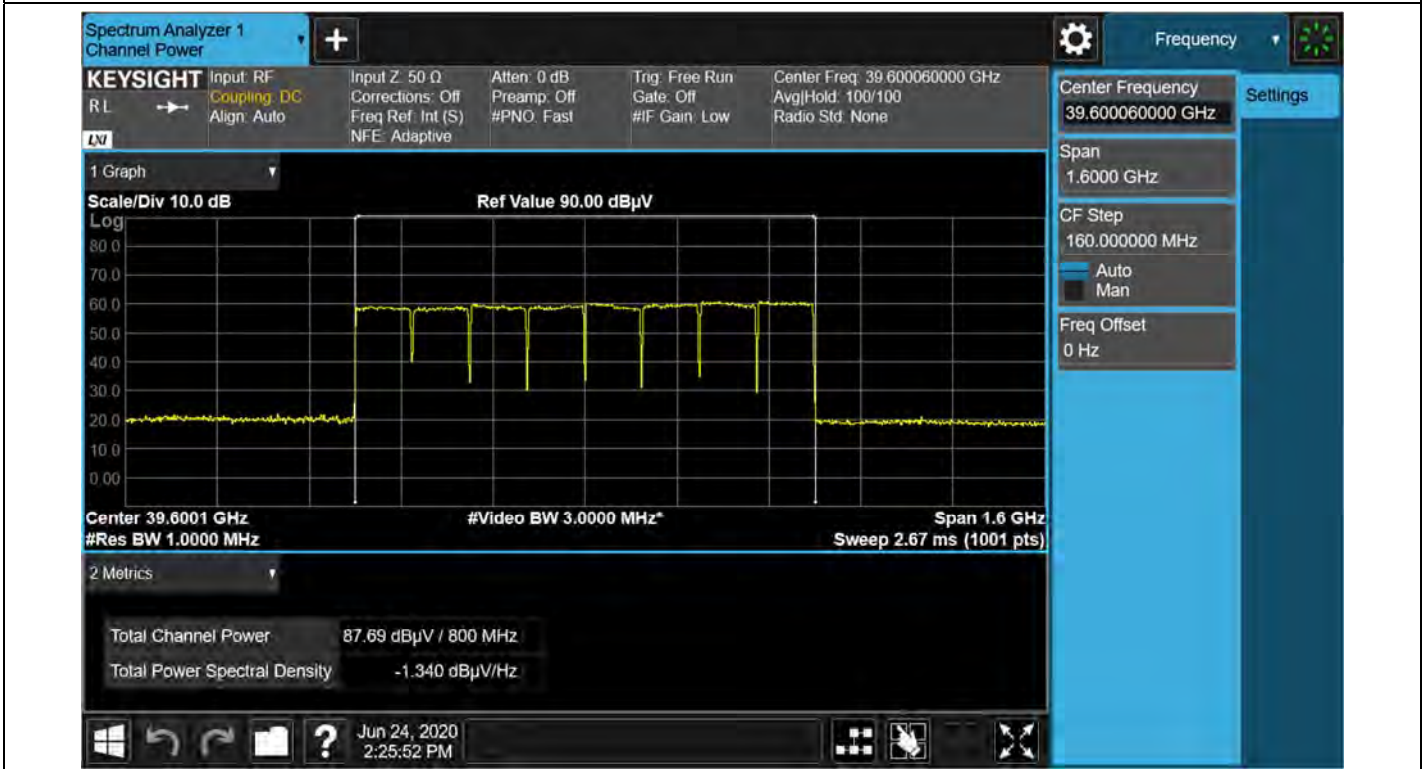 Spectrum Analyzer 1
Channel Power
+
Frequency
KEYSIGHT
R L
LXI
Input: RF
Coupling: DC
Align: Auto
Input Z: 50 Ω
Corrections: Off
Freq Ref: Int (S)
NFE: Adaptive
Atten: 0 dB
Preamp: Off
#PNO: Fast
Trig: Free Run
Gate: Off
#IF Gain: Low
Center Freq: 39.600060000 GHz
Avg|Hold: 100/100
Radio Std: None
Center Frequency
39.600060000 GHz
Settings
Span
1.6000 GHz
CF Step
160.000000 MHz
Auto
Man
Freq Offset
0 Hz
1 Graph
Scale/Div 10.0 dB
Ref Value 90.00 dBµV
Log
80.0
70.0
60.0
50.0
40.0
30.0
20.0
10.0
0.00
Center 39.6001 GHz
#Video BW 3.0000 MHz*
Span 1.6 GHz
#Res BW 1.0000 MHz
Sweep 2.67 ms (1001 pts)
2 Metrics
Total Channel Power 87.69 dBµV / 800 MHz
Total Power Spectral Density -1.340 dBµV/Hz
?
Jun 24, 2020
2:25:52 PM